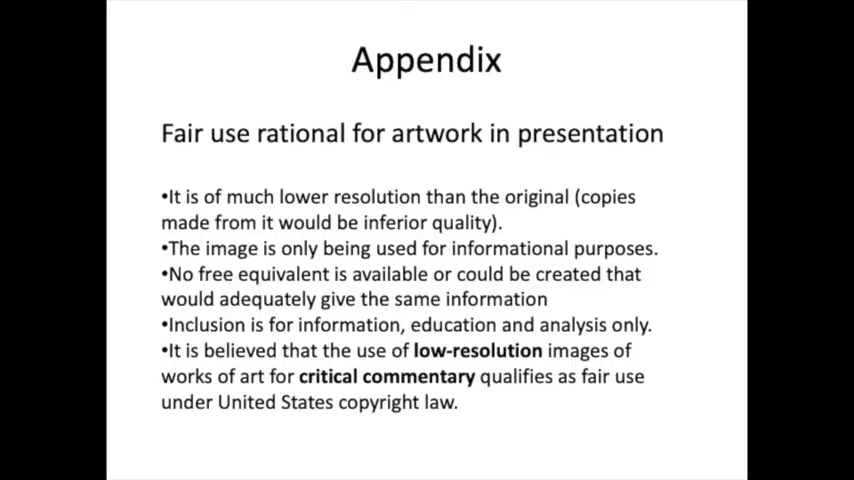 Appendix
Fair use rational for artwork in presentation
•It is of much lower resolution than the original (copies
made from it would be inferior quality).
•The image is only being used for informational purposes.
•No free equivalent is available or could be created that
would adequately give the same information
•Inclusion is for information, education and analysis only.
•It is believed that the use of low-resolution images of
works of art for critical commentary qualifies as fair use
under United States copyright law.